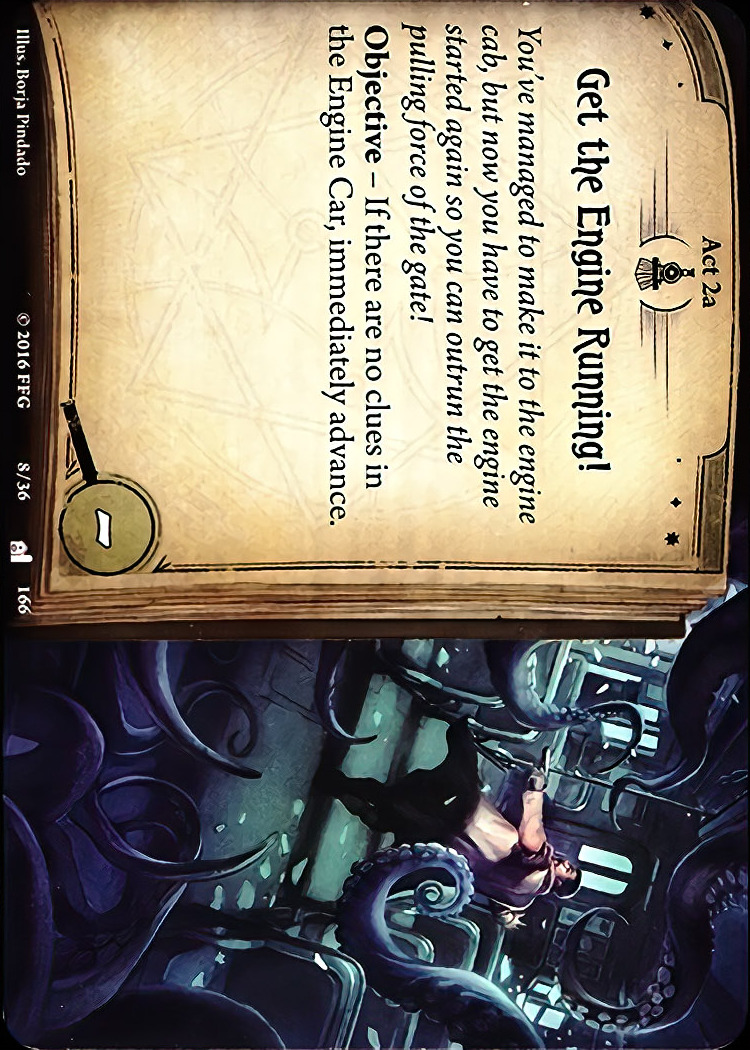 Act 2a
Get the Engine Running!
You've managed to make it to the engine
cab, but now you have to get the engine
started again so you can outrun the
pulling force of the gate!
Objective – If there are no clues in
the Engine Car, immediately advance.
–
Illus. Borja Pindado © 2016 FFG 8/36 166